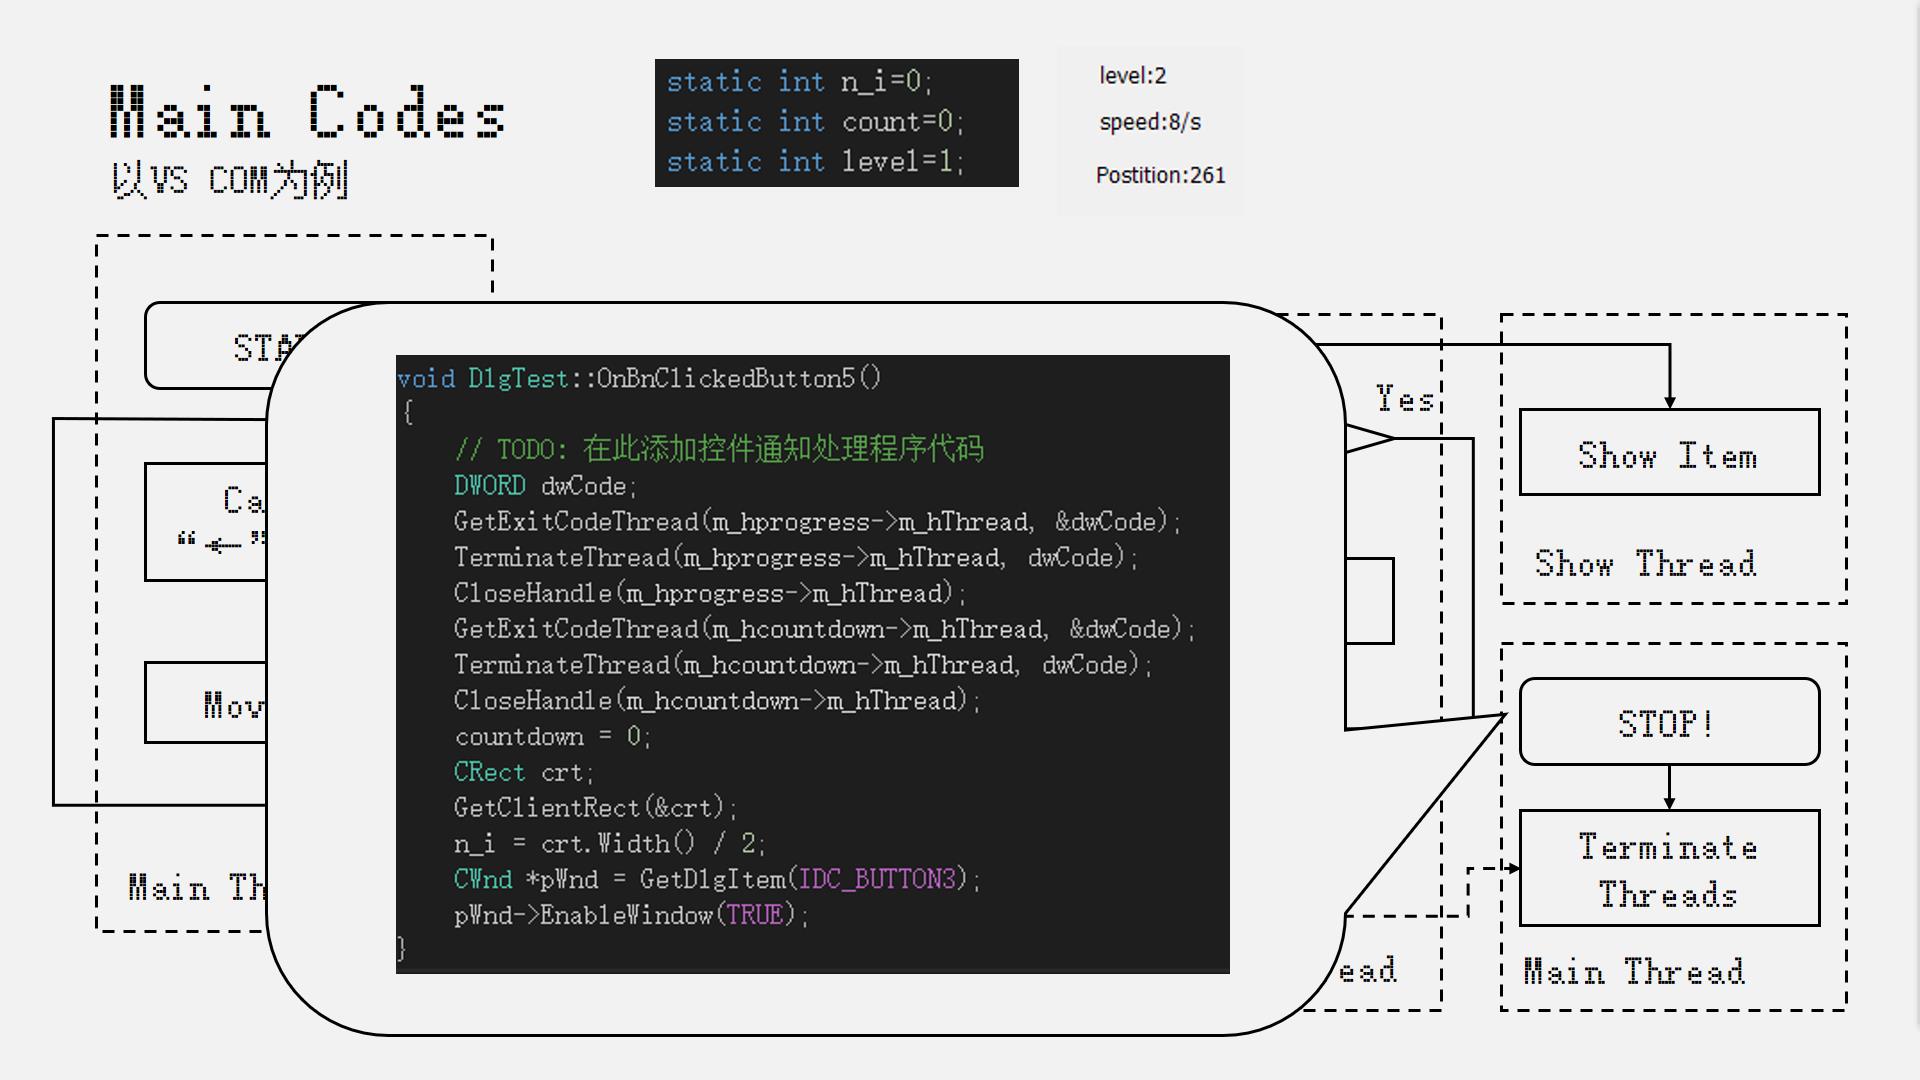 Main Codes
以VS COM为例
static int n_i=0;
static int count=0;
static int level=1;
level:2
speed:8/s
Postition:261
void DlgTest::OnBnClickedButton5()
{
// TODO: 在此添加控件通知处理程序代码
DWORD dwCode;
GetExitCodeThread(m_hprogress->m_hThread, &dwCode);
TerminateThread(m_hprogress->m_hThread, dwCode);
CloseHandle(m_hprogress->m_hThread);
GetExitCodeThread(m_hcountdown->m_hThread, &dwCode);
TerminateThread(m_hcountdown->m_hThread, dwCode);
CloseHandle(m_hcountdown->m_hThread);
countdown = 0;
CRect crt;
GetClientRect(&crt);
n_i = crt.Width() / 2;
CWnd *pWnd = GetDlgItem(IDC_BUTTON3);
pWnd->EnableWindow(TRUE);
}
“←”
Main
Yes
Show Item
Show Thread
STOP!
Terminate
Threads
Main Thread